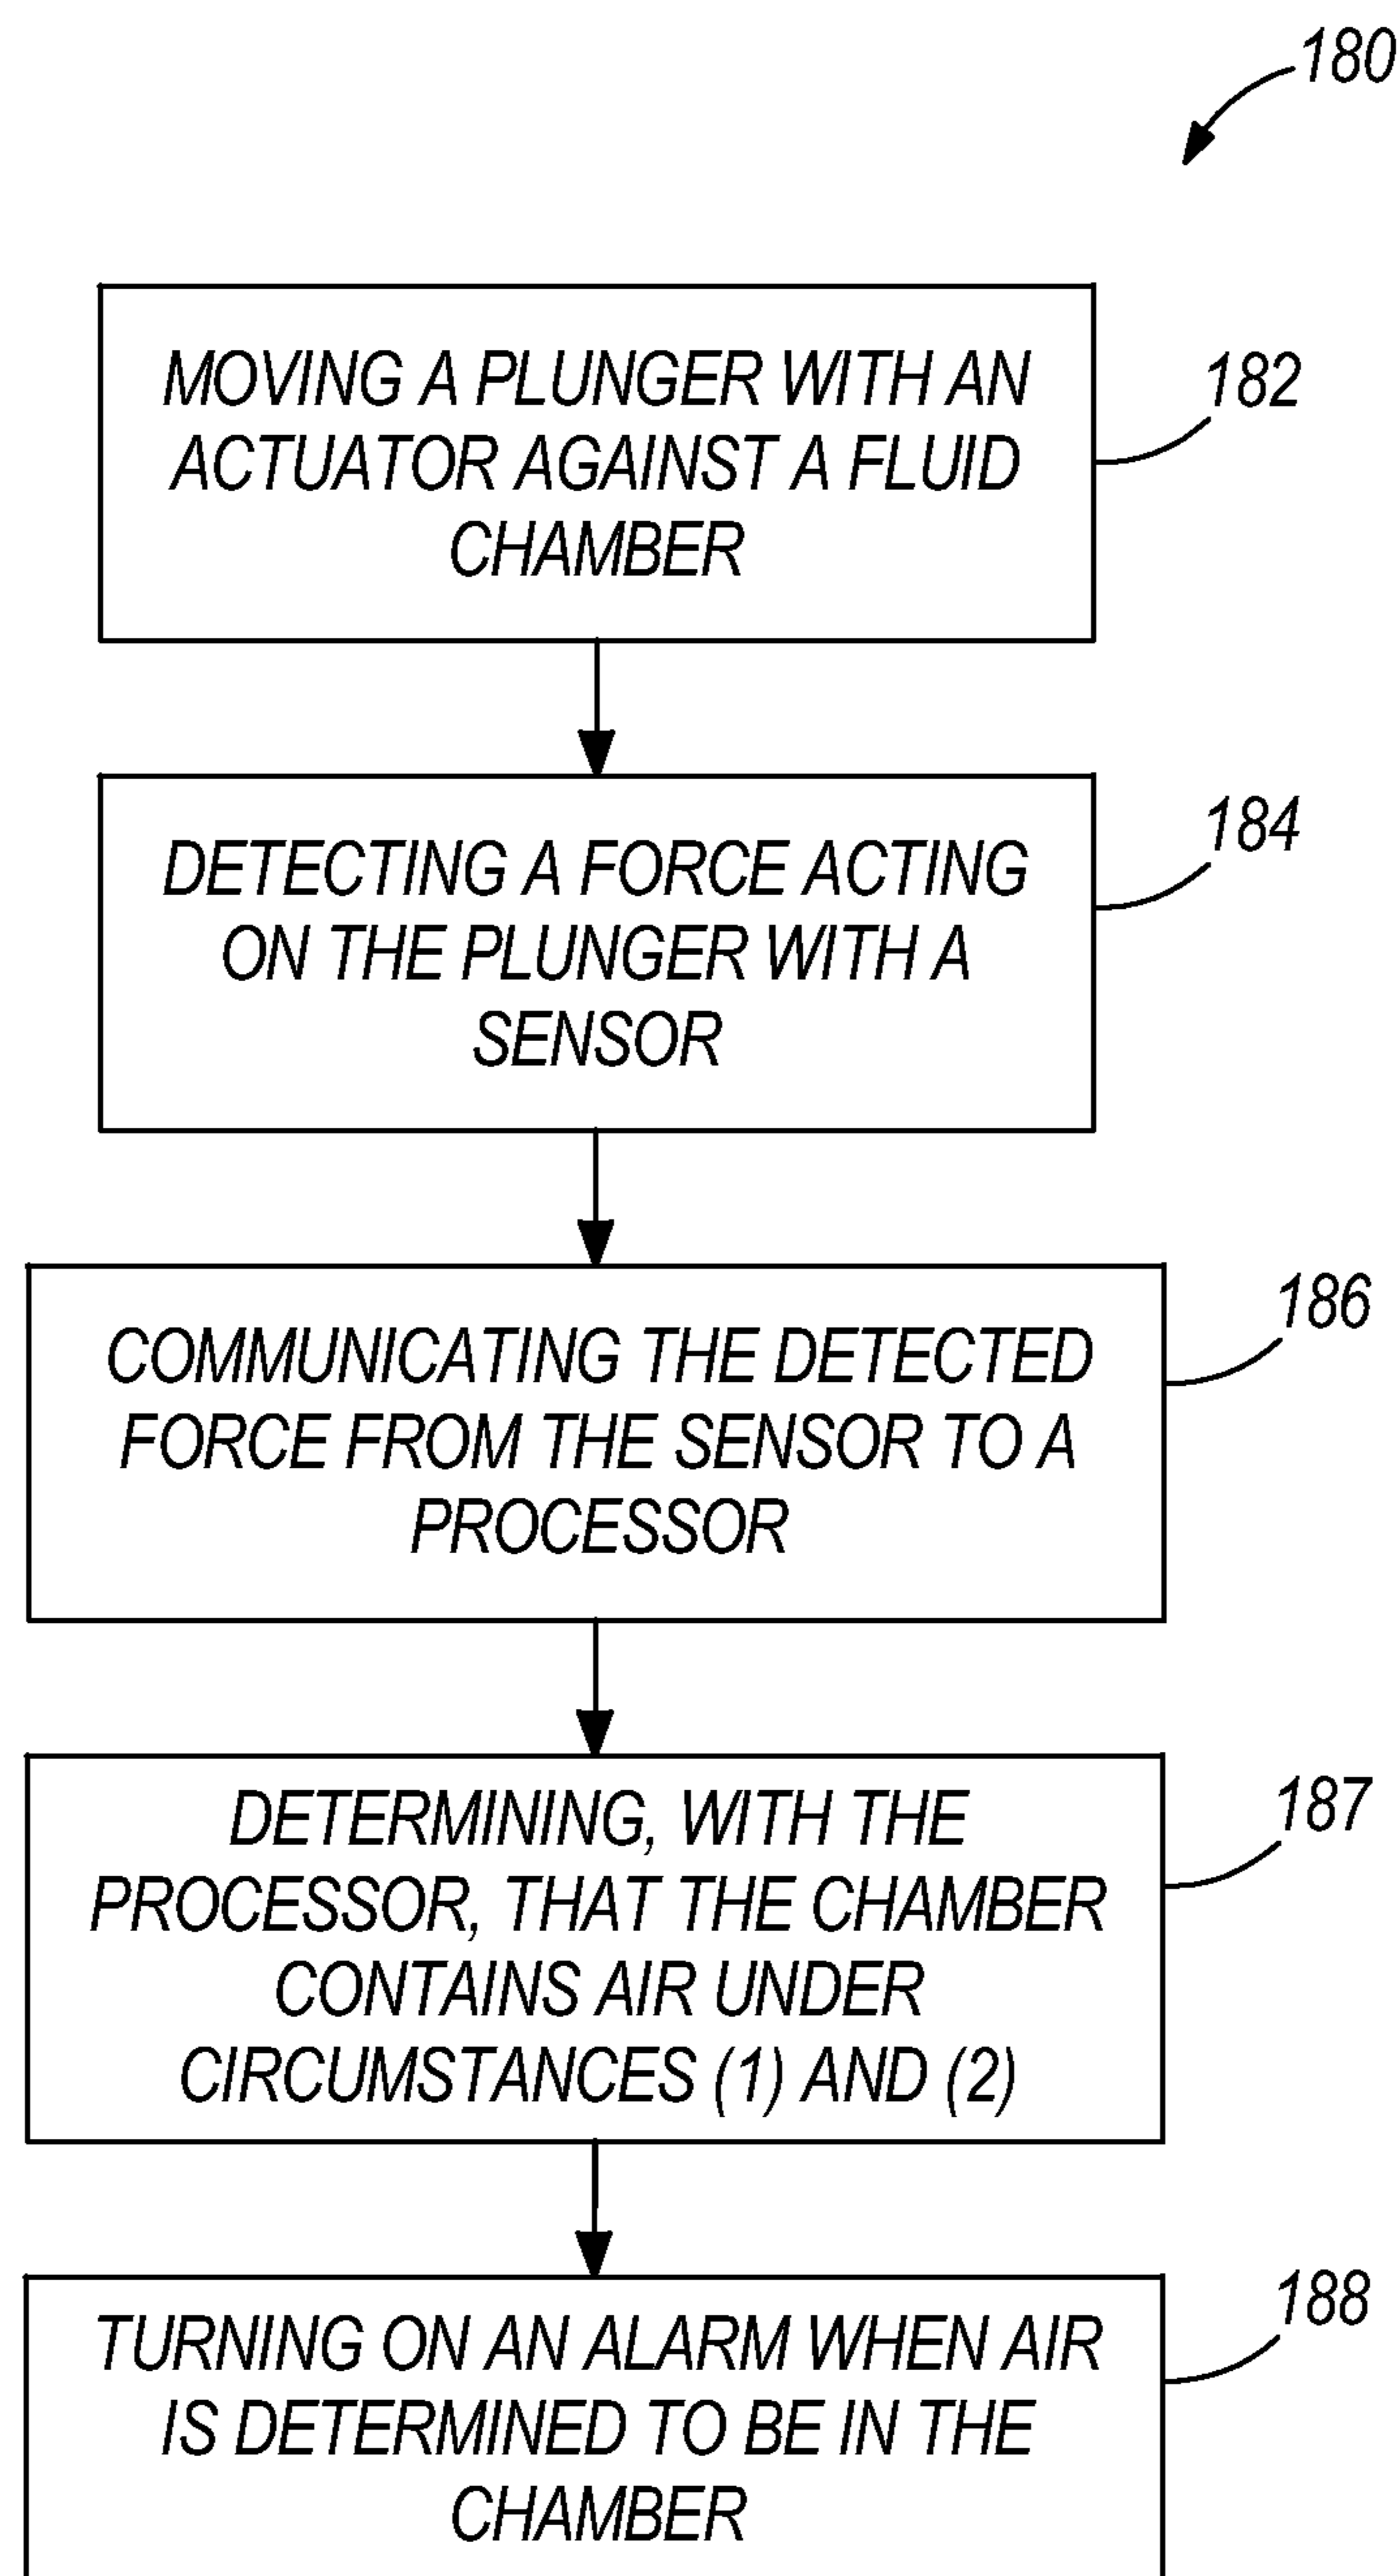 180
MOVING A PLUNGER WITH AN
ACTUATOR AGAINST A FLUID
CHAMBER
182
DETECTING A FORCE ACTING
ON THE PLUNGER WITH A
SENSOR
184
COMMUNICATING THE DETECTED
FORCE FROM THE SENSOR TO A
PROCESSOR
186
DETERMINING, WITH THE
PROCESSOR, THAT THE CHAMBER
CONTAINS AIR UNDER
CIRCUMSTANCES (1) AND (2)
187
TURNING ON AN ALARM WHEN AIR
IS DETERMINED TO BE IN THE
CHAMBER
188